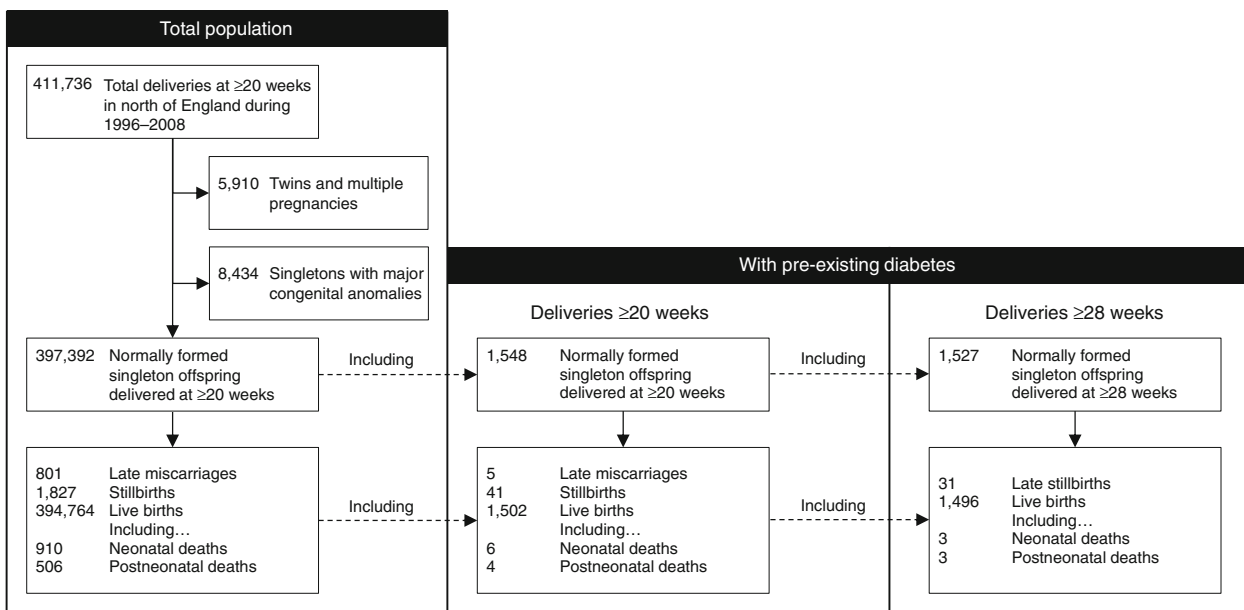 Total population
411,736 Total deliveries at ≥20 weeks
in north of England during
1996–2008
5,910 Twins and multiple
pregnancies
8,434 Singletons with major
congenital anomalies
With pre-existing diabetes
Deliveries ≥20 weeks
Deliveries ≥28 weeks
397,392 Normally formed
singleton offspring
delivered at ≥20 weeks
Including
1,548 Normally formed
singleton offspring
delivered at ≥20 weeks
Including
1,527 Normally formed
singleton offspring
delivered at ≥28 weeks
801 Late miscarriages
1,827 Stillbirths
394,764 Live births
Including...
910 Neonatal deaths
506 Postneonatal deaths
Including
5 Late miscarriages
41 Stillbirths
1,502 Live births
Including...
6 Neonatal deaths
4 Postneonatal deaths
Including
31 Late stillbirths
1,496 Live births
Including...
3 Neonatal deaths
3 Postneonatal deaths